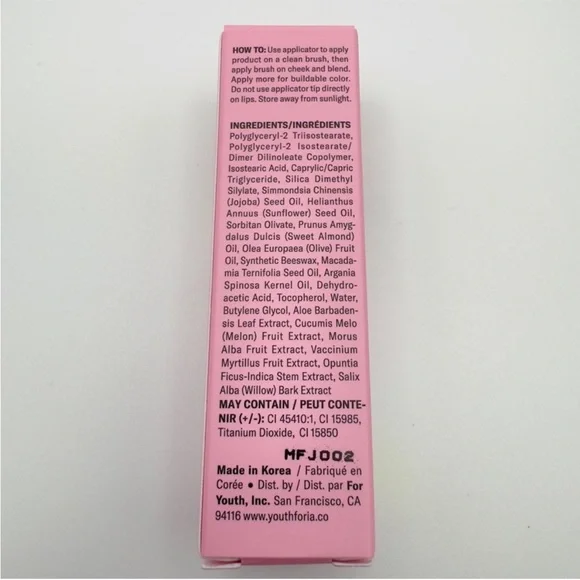 HOW TO: Use applicator to apply
product on a clean brush, then
apply brush on cheek and blend.
Apply more for buildable color.
Do not use applicator tip directly
on lips. Store away from sunlight.
INGREDIENTS/INGRÉDIENTS
Polyglyceryl-2 Triisostearate,
Polyglyceryl-2 Isostearate/
Dimer Dilinoleate Copolymer,
Isostearic Acid, Caprylic/Capric
Triglyceride, Silica Dimethyl
Silylate, Simmondsia Chinensis
(Jojoba) Seed Oil, Helianthus
Annuus (Sunflower) Seed Oil,
Sorbitan Olivate, Prunus Amyg-
dalus Dulcis (Sweet Almond)
Oil, Olea Europaea (Olive) Fruit
Oil, Synthetic Beeswax, Macada-
mia Ternifolia Seed Oil, Argania
Spinosa Kernel Oil, Dehydro-
acetic Acid, Tocopherol, Water,
Butylene Glycol, Aloe Barbaden-
sis Leaf Extract, Cucumis Melo
(Melon) Fruit Extract, Morus
Alba Fruit Extract, Vaccinium
Myrtillus Fruit Extract, Opuntia
Ficus-Indica Stem Extract, Salix
Alba (Willow) Bark Extract
MAY CONTAIN / PEUT CONTE-
NIR (+/-): CI 45410:1, CI 15985,
Titanium Dioxide, CI 15850
MFJ002
Made in Korea / Fabriqué en
Corée • Dist. by / Dist. par For
Youth, Inc. San Francisco, CA
94116 www.youthforia.co